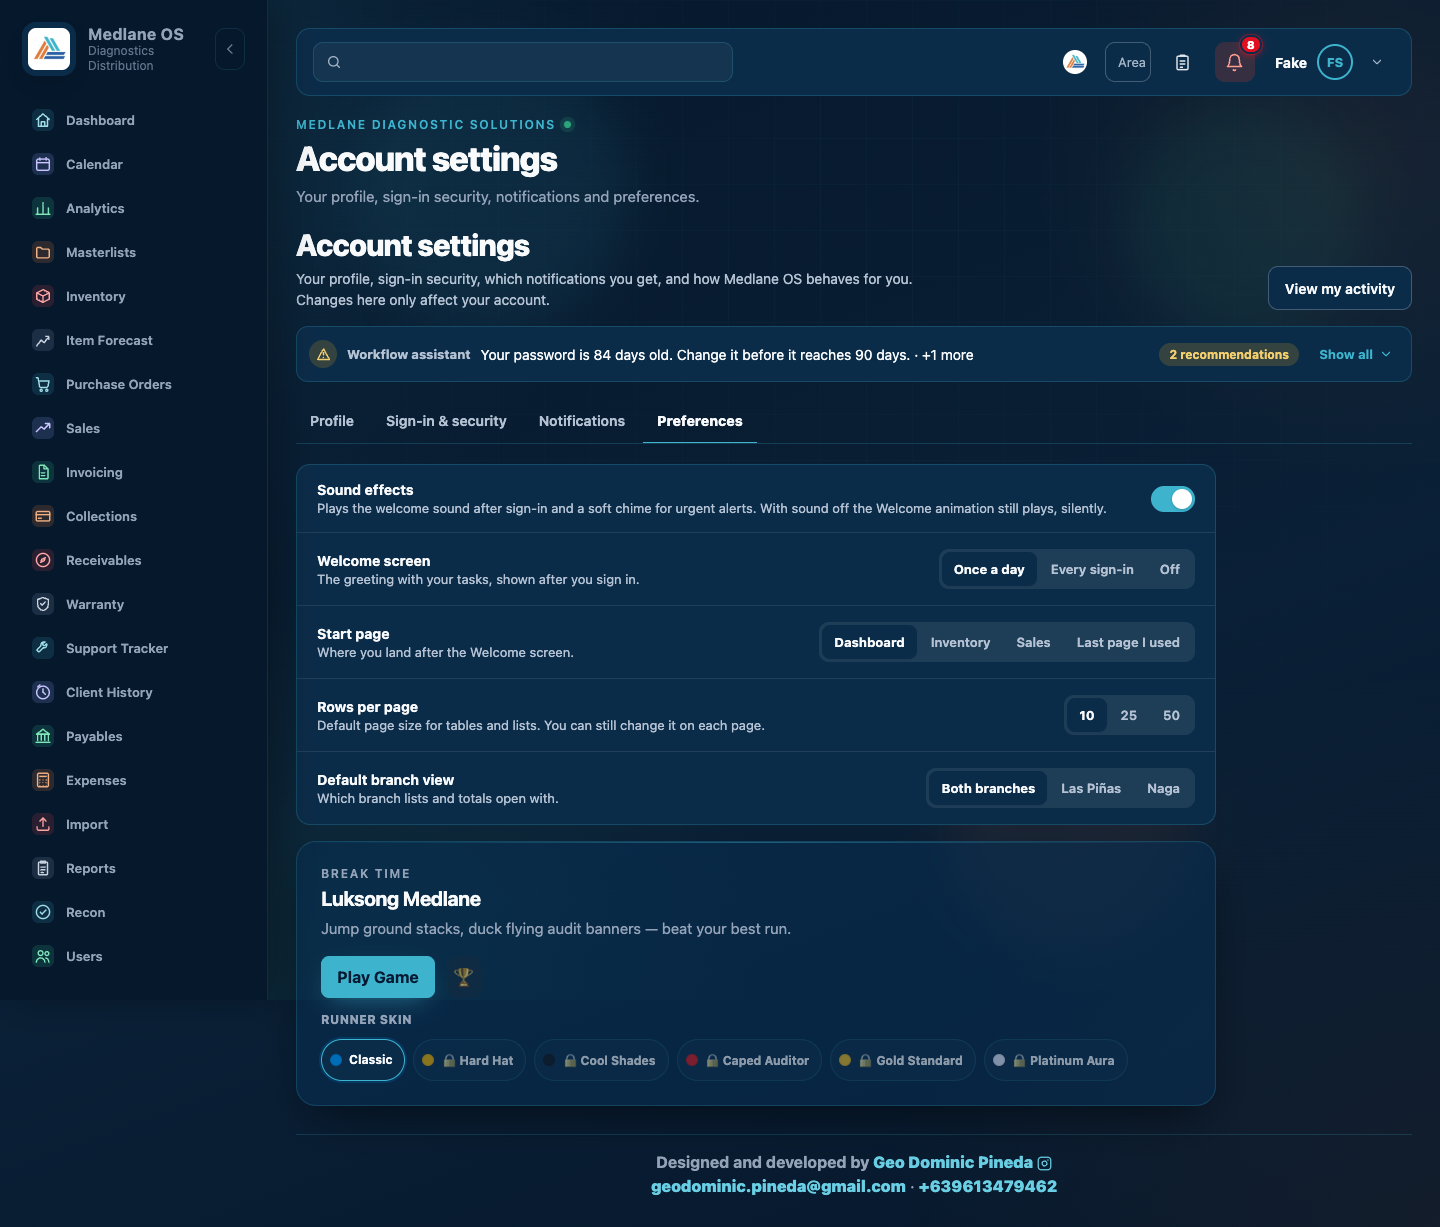 Medlane OS
Diagnostics
Distribution
Dashboard
Calendar
Analytics
Masterlists
Inventory
Item Forecast
Purchase Orders
Sales
Invoicing
Collections
Receivables
Warranty
Support Tracker
Client History
Payables
Expenses
Import
Reports
Recon
Users
Area
8
Fake
FS
MEDLANE DIAGNOSTIC SOLUTIONS
Account settings
Your profile, sign-in security, notifications and preferences.
Account settings
Your profile, sign-in security, which notifications you get, and how Medlane OS behaves for you.
Changes here only affect your account.
View my activity
Workflow assistant Your password is 84 days old. Change it before it reaches 90 days. · +1 more
2 recommendations
Show all
Profile
Sign-in & security
Notifications
Preferences
Sound effects
Plays the welcome sound after sign-in and a soft chime for urgent alerts. With sound off the Welcome animation still plays, silently.
Welcome screen
The greeting with your tasks, shown after you sign in.
Once a day
Every sign-in
Off
Start page
Where you land after the Welcome screen.
Dashboard
Inventory
Sales
Last page I used
Rows per page
Default page size for tables and lists. You can still change it on each page.
10
25
50
Default branch view
Which branch lists and totals open with.
Both branches
Las Piñas
Naga
BREAK TIME
Luksong Medlane
Jump ground stacks, duck flying audit banners — beat your best run.
Play Game
RUNNER SKIN
Classic
Hard Hat
Cool Shades
Caped Auditor
Gold Standard
Platinum Aura
Designed and developed by Geo Dominic Pineda
geodominic.pineda@gmail.com · +639613479462